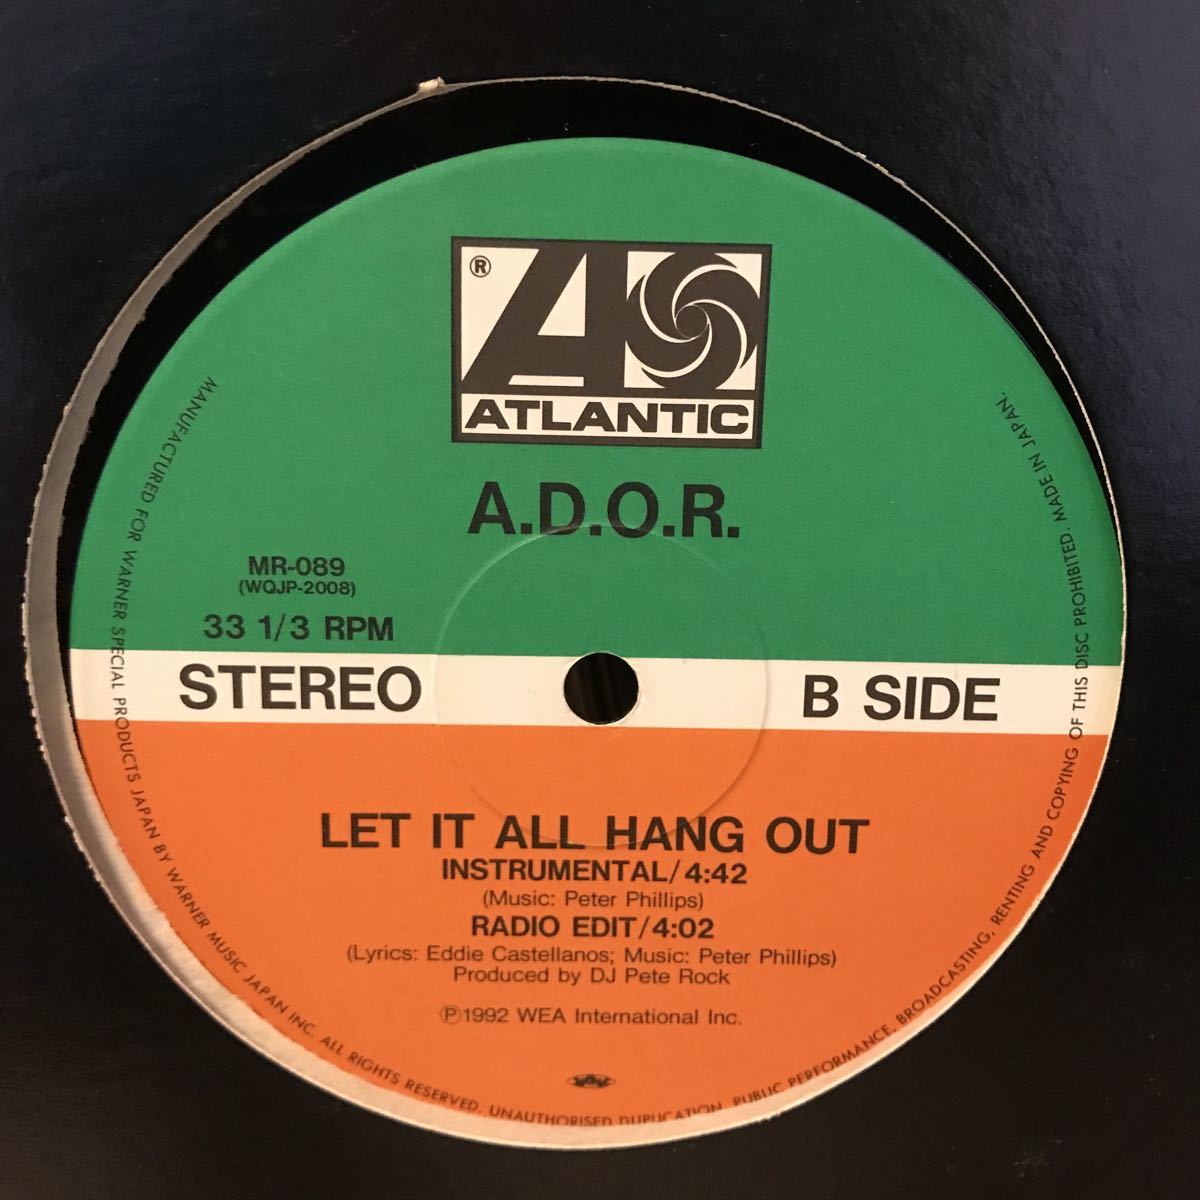 ®
ATLANTIC
A.D.O.R.
MR-089
(WQJP-2008)
33 1/3 RPM
STEREO
B SIDE
LET IT ALL HANG OUT
INSTRUMENTAL/4:42
(Music: Peter Phillips)
RADIO EDIT/4:02
(Lyrics: Eddie Castellanos; Music: Peter Phillips)
Produced by DJ Pete Rock
℗1992 WEA International Inc.
MANUFACTURED FOR WARNER SPECIAL PRODUCTS JAPAN BY WARNER MUSIC JAPAN INC. ALL RIGHTS RESERVED. UNAUTHORISED DUPLICATION, PUBLIC PERFORMANCE, BROADCASTING, RENTING AND COPYING OF THIS DISC PROHIBITED. MADE IN JAPAN.